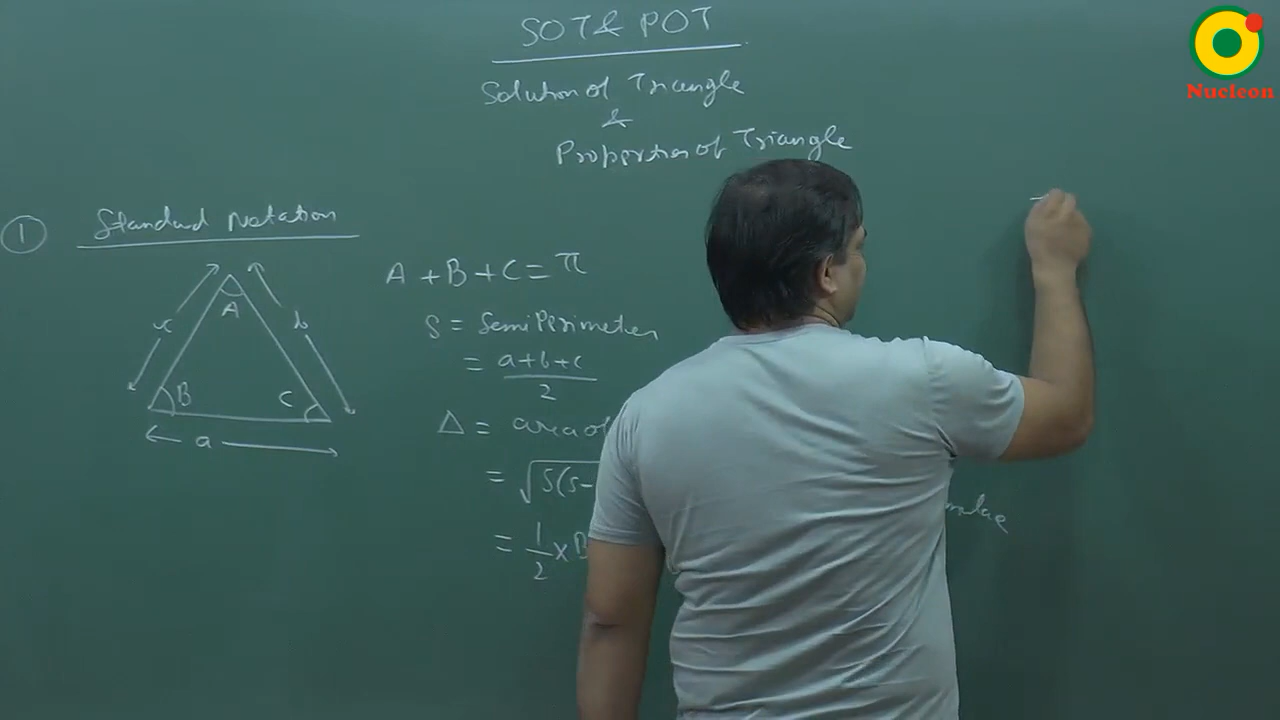 SOT & POT
Solution of Triangle
&
Properties of Triangle
Nucleon
1 Standard Notation
A
B
C
c
b
a
A + B + C = π
S = Semi Perimeter
= a+b+c / 2
Δ = area of
= √S(s-
= 1/2 x B